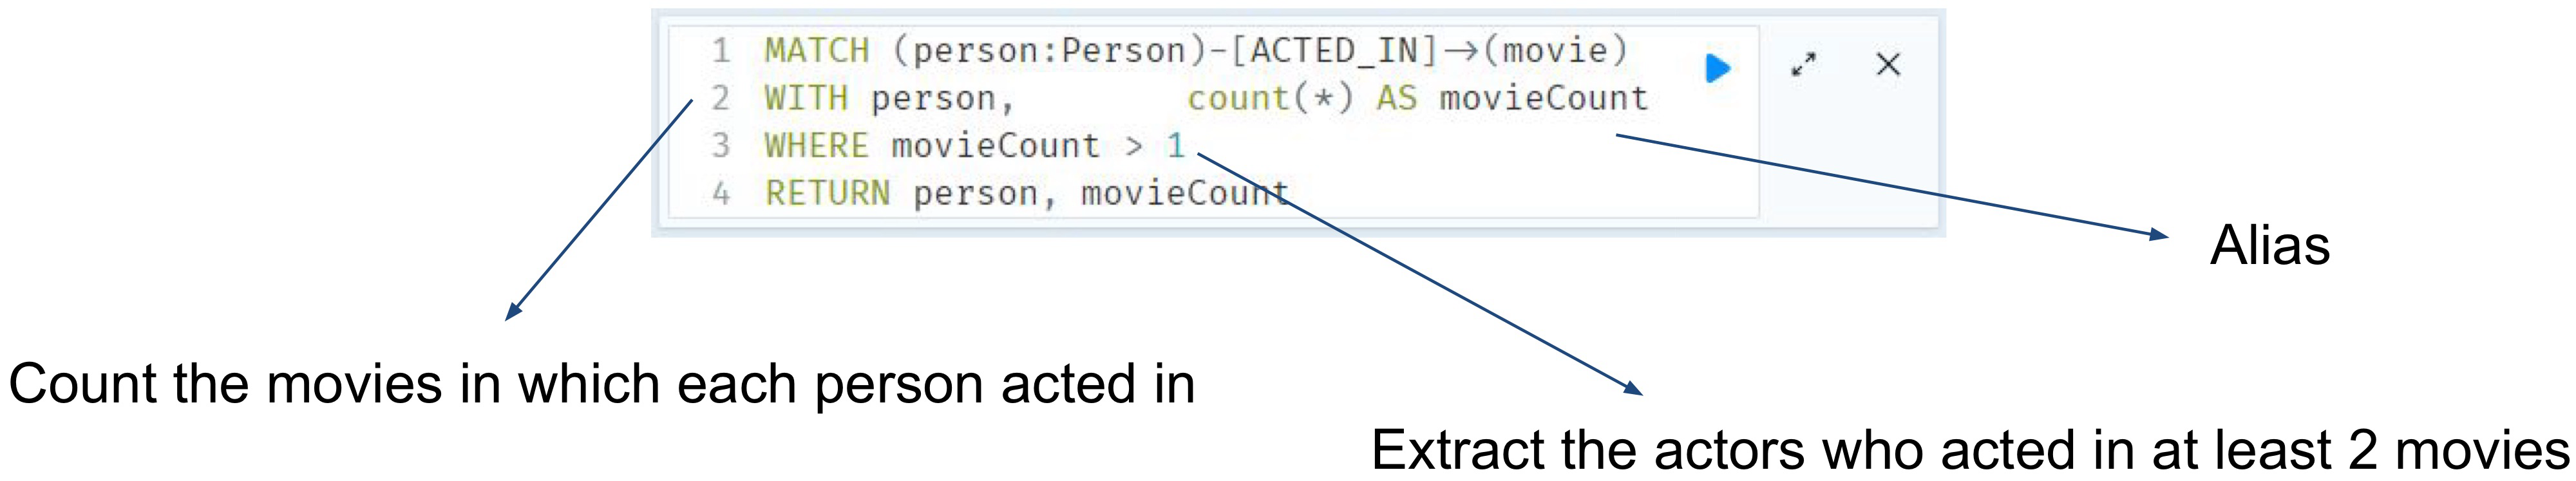 1 MATCH (person:Person)-[ACTED_IN]→(movie)
2 WITH person, count(*) AS movieCount
3 WHERE movieCount > 1
4 RETURN person, movieCount
Alias
Count the movies in which each person acted in
Extract the actors who acted in at least 2 movies